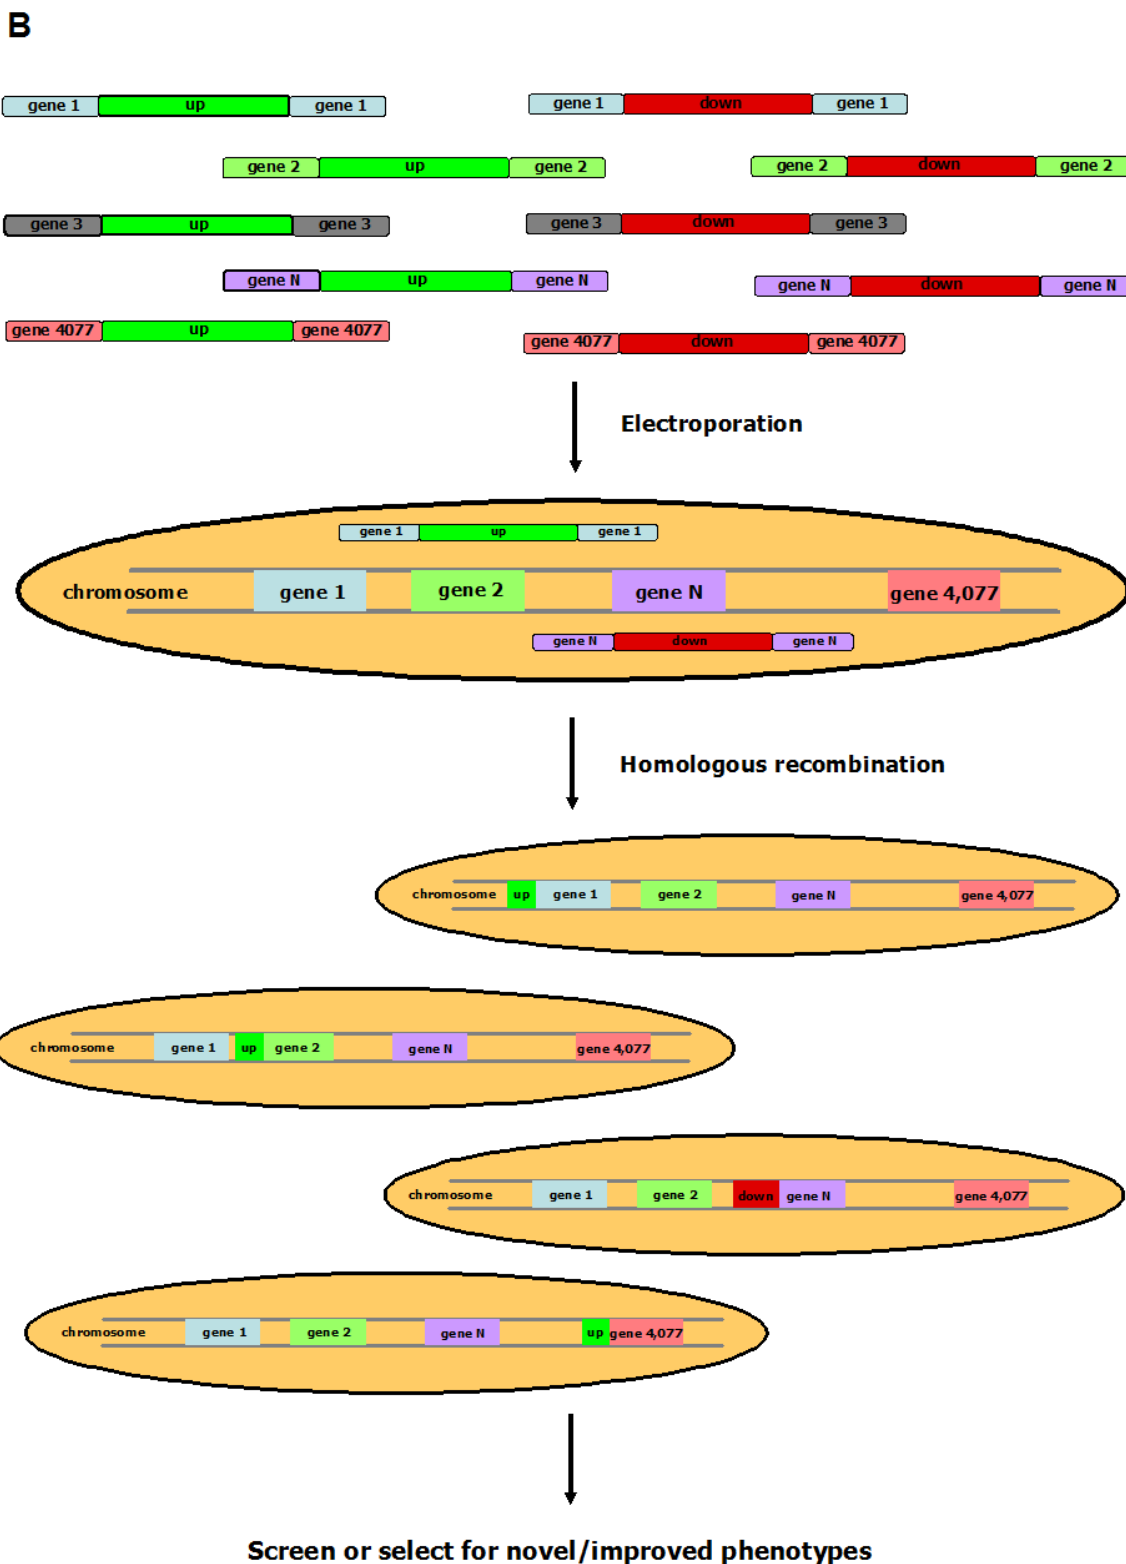 B
gene 1 up gene 1 gene 1 down gene 1
gene 2 up gene 2 gene 2 down gene 2
gene 3 up gene 3 gene 3 down gene 3
gene N up gene N gene N down gene N
gene 4077 up gene 4077 gene 4077 down gene 4077
Electroporation
gene 1 up gene 1
chromosome gene 1 gene 2 gene N gene 4,077
gene N down gene N
Homologous recombination
chromosome up gene 1 gene 2 gene N gene 4,077
chromosome gene 1 up gene 2 gene N gene 4,077
chromosome gene 1 gene 2 down gene N gene 4,077
chromosome gene 1 gene 2 gene N up gene 4,077
Screen or select for novel/improved phenotypes